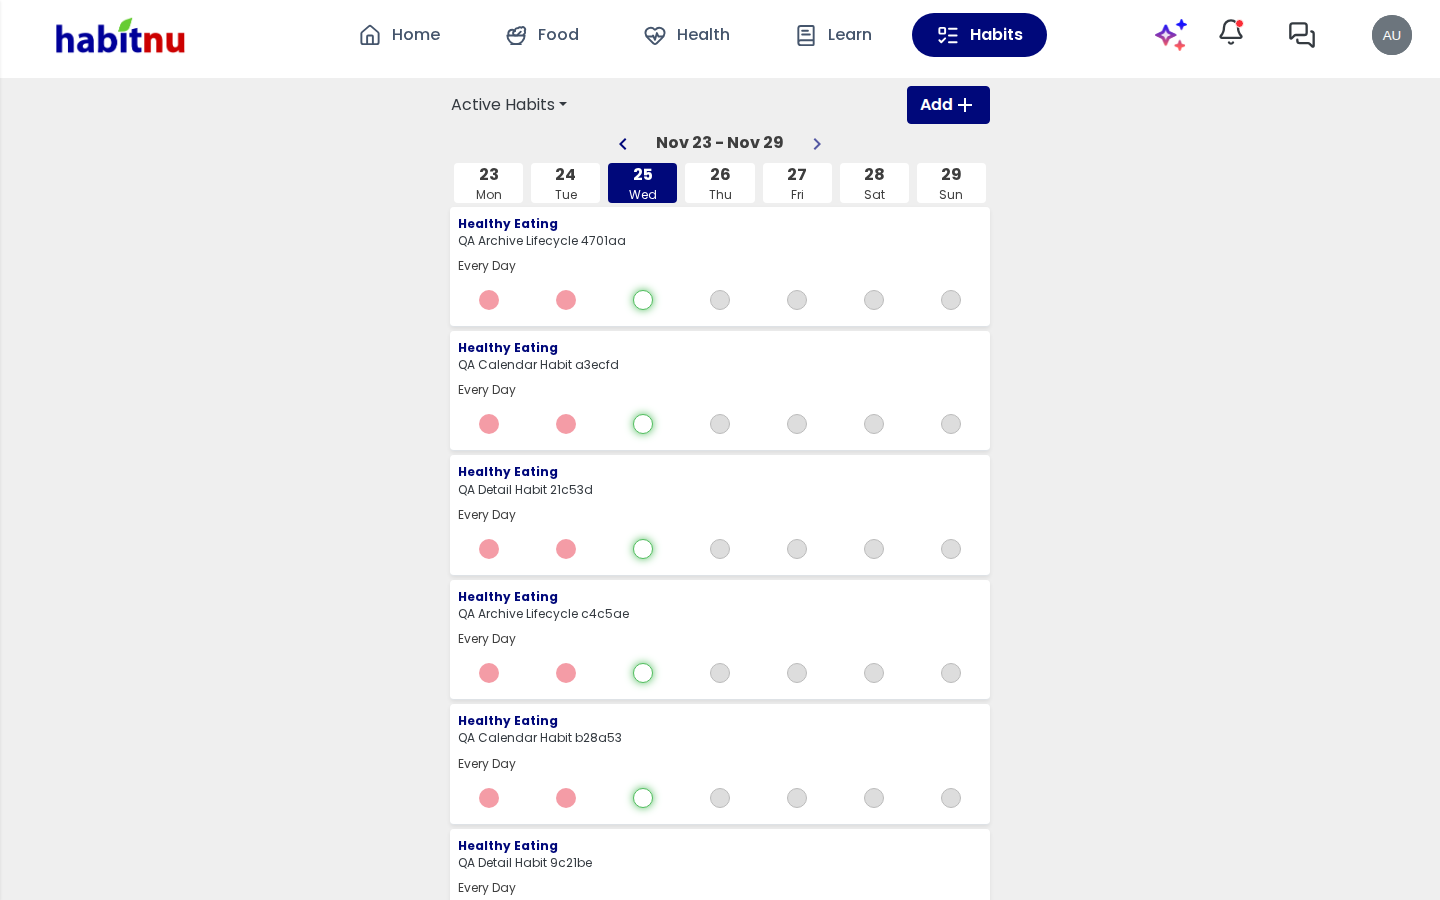 habitnu
Home
Food
Health
Learn
Habits
AU
Active Habits
Add
Nov 23 - Nov 29
23 24 25 26 27 28 29
Mon Tue Wed Thu Fri Sat Sun
Healthy Eating
QA Archive Lifecycle 4701aa
Every Day
Healthy Eating
QA Calendar Habit a3ecfd
Every Day
Healthy Eating
QA Detail Habit 21c53d
Every Day
Healthy Eating
QA Archive Lifecycle c4c5ae
Every Day
Healthy Eating
QA Calendar Habit b28a53
Every Day
Healthy Eating
QA Detail Habit 9c21be
Every Day